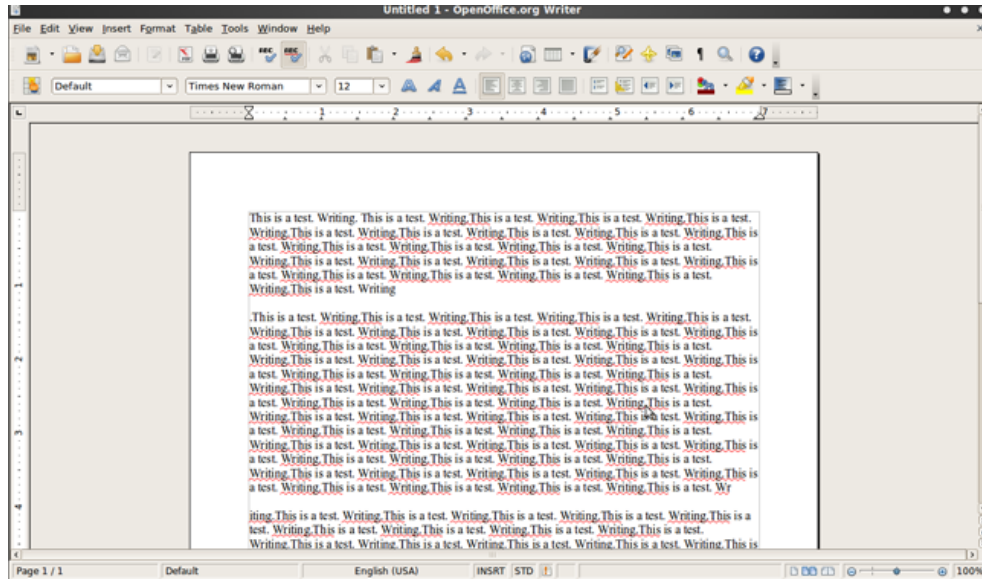 Untitled 1 - OpenOffice.org Writer
File Edit View Insert Format Table Tools Window Help
Default Times New Roman 12
1 2 3 4 5 6 7
This is a test. Writing. This is a test. Writing.This is a test. Writing.This is a test. Writing.This is a test.
Writing.This is a test. Writing.This is a test. Writing.This is a test. Writing.This is a test. Writing.This is
a test. Writing.This is a test. Writing.This is a test. Writing.This is a test. Writing.This is a test.
Writing.This is a test. Writing.This is a test. Writing.This is a test. Writing.This is a test. Writing.This is
a test. Writing.This is a test. Writing.This is a test. Writing.This is a test. Writing.This is a test.
Writing.This is a test. Writing
.This is a test. Writing.This is a test. Writing.This is a test. Writing.This is a test. Writing.This is a test.
Writing.This is a test. Writing.This is a test. Writing.This is a test. Writing.This is a test. Writing.This is
a test. Writing.This is a test. Writing.This is a test. Writing.This is a test. Writing.This is a test.
Writing.This is a test. Writing.This is a test. Writing.This is a test. Writing.This is a test. Writing.This is
a test. Writing.This is a test. Writing.This is a test. Writing.This is a test. Writing.This is a test.
Writing.This is a test. Writing.This is a test. Writing.This is a test. Writing.This is a test. Writing.This is
a test. Writing.This is a test. Writing.This is a test. Writing.This is a test. Writing.This is a test.
Writing.This is a test. Writing.This is a test. Writing.This is a test. Writing.This is a test. Writing.This is
a test. Writing.This is a test. Writing.This is a test. Writing.This is a test. Writing.This is a test.
Writing.This is a test. Writing.This is a test. Writing.This is a test. Writing.This is a test. Writing.This is
a test. Writing.This is a test. Writing.This is a test. Writing.This is a test. Writing.This is a test.
Writing.This is a test. Writing.This is a test. Writing.This is a test. Writing.This is a test. Writing.This is
a test. Writing.This is a test. Writing.This is a test. Writing.This is a test. Writing.This is a test. Wr
iting.This is a test. Writing.This is a test. Writing.This is a test. Writing.This is a test. Writing.This is a
test. Writing.This is a test. Writing.This is a test. Writing.This is a test. Writing.This is a test.
Writing.This is a test. Writing.This is a test. Writing.This is a test. Writing.This is a test. Writing.This is
1
2
3
4
Page 1 / 1 Default English (USA) INSRT STD 100%